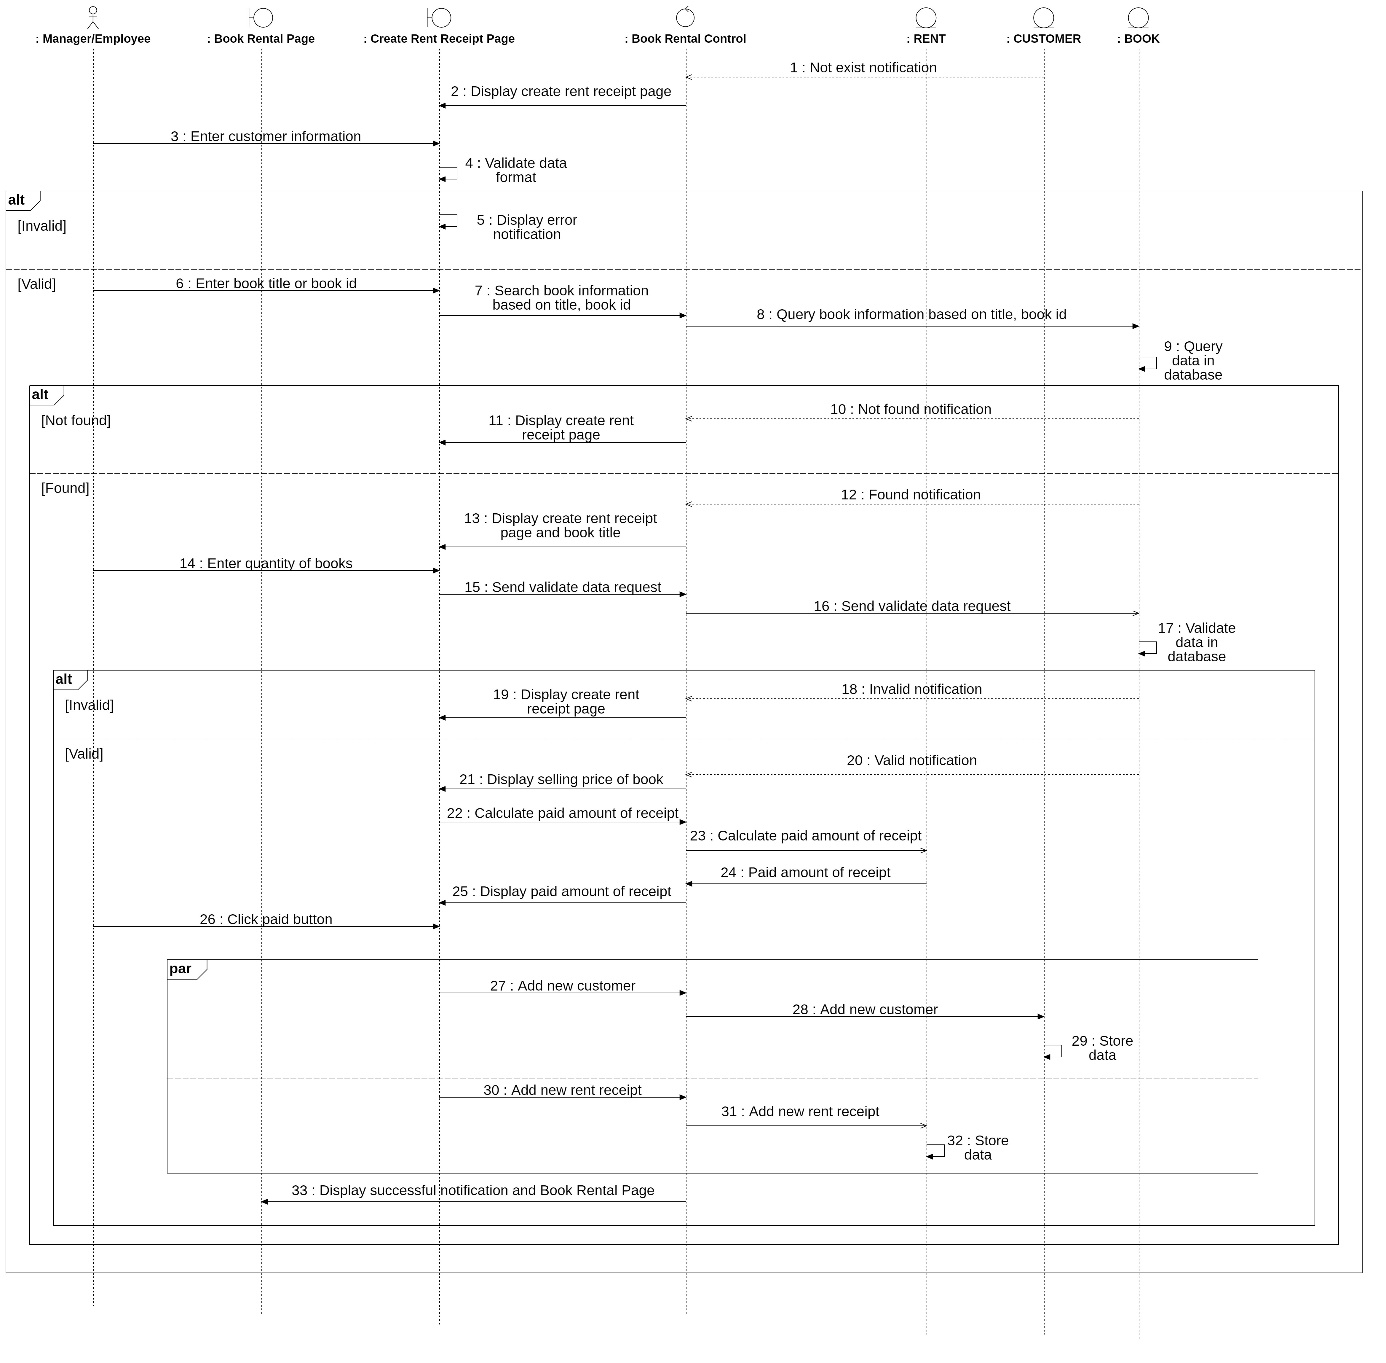 : Manager/Employee
: Book Rental Page
: Create Rent Receipt Page
: Book Rental Control
: RENT
: CUSTOMER
: BOOK
1 : Not exist notification
2 : Display create rent receipt page
3 : Enter customer information
4 : Validate data
format
alt
[Invalid]
5 : Display error
notification
[Valid]
6 : Enter book title or book id
7 : Search book information
based on title, book id
8 : Query book information based on title, book id
9 : Query
data in
database
alt
[Not found]
10 : Not found notification
11 : Display create rent
receipt page
[Found]
12 : Found notification
13 : Display create rent receipt
page and book title
14 : Enter quantity of books
15 : Send validate data request
16 : Send validate data request
17 : Validate
data in
database
alt
[Invalid]
18 : Invalid notification
19 : Display create rent
receipt page
[Valid]
20 : Valid notification
21 : Display selling price of book
22 : Calculate paid amount of receipt
23 : Calculate paid amount of receipt
24 : Paid amount of receipt
25 : Display paid amount of receipt
26 : Click paid button
par
27 : Add new customer
28 : Add new customer
29 : Store
data
30 : Add new rent receipt
31 : Add new rent receipt
32 : Store
data
33 : Display successful notification and Book Rental Page